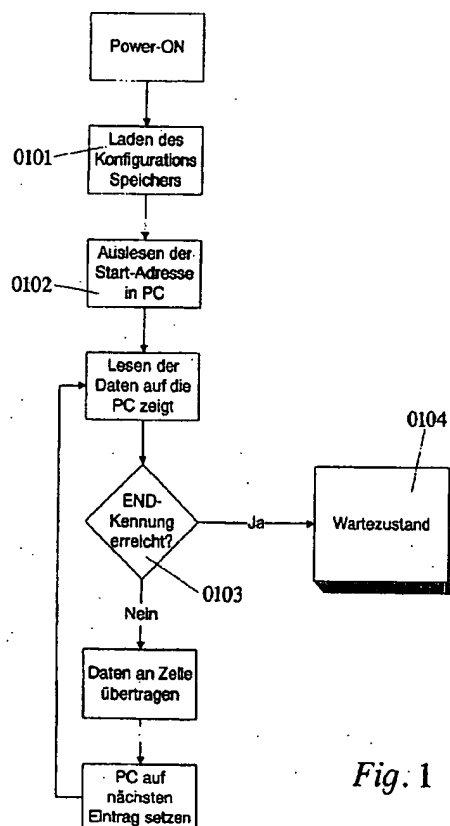 Power-ON
0101
Laden des
Konfigurations
Speichers
0102
Auslesen der
Start-Adresse
in PC
Lesen der
Daten auf die
PC zeigt
0104
END-
Kennung
erreicht?
Ja
Wartezustand
0103
Nein
Daten an Zelle
übertragen
PC auf
nächsten
Eintrag setzen
Fig. 1